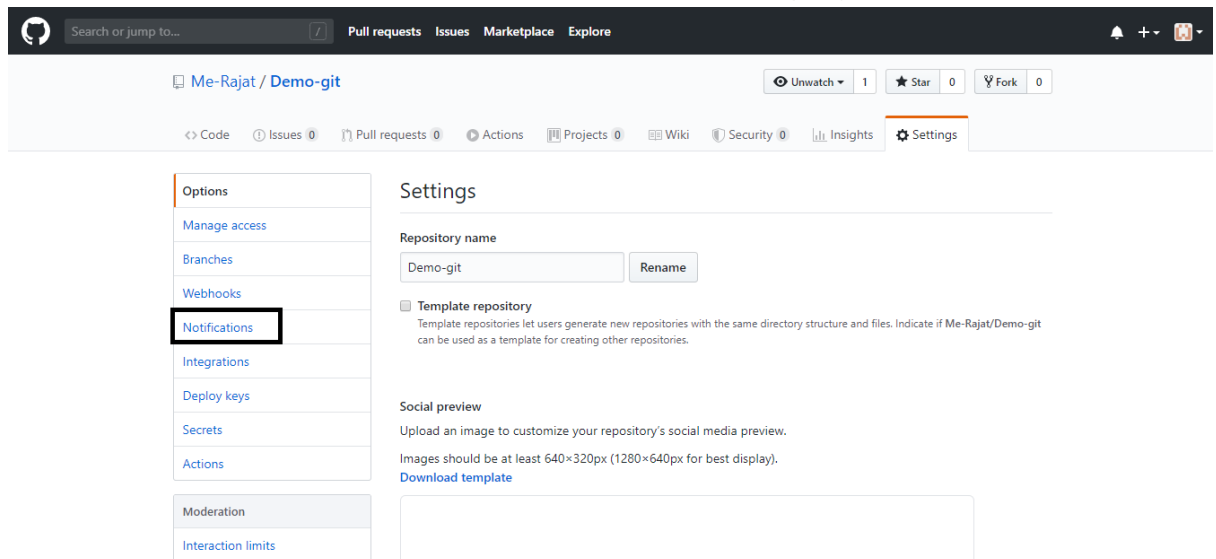 Search or jump to... / Pull requests Issues Marketplace Explore
Me-Rajat / Demo-git Unwatch 1 Star 0 Fork 0
Code Issues 0 Pull requests 0 Actions Projects 0 Wiki Security 0 Insights Settings
Options
Manage access
Branches
Webhooks
Notifications
Integrations
Deploy keys
Secrets
Actions
Moderation
Interaction limits
Settings
Repository name
Demo-git Rename
Template repository
Template repositories let users generate new repositories with the same directory structure and files. Indicate if Me-Rajat/Demo-git
can be used as a template for creating other repositories.
Social preview
Upload an image to customize your repository's social media preview.
Images should be at least 640×320px (1280×640px for best display).
Download template